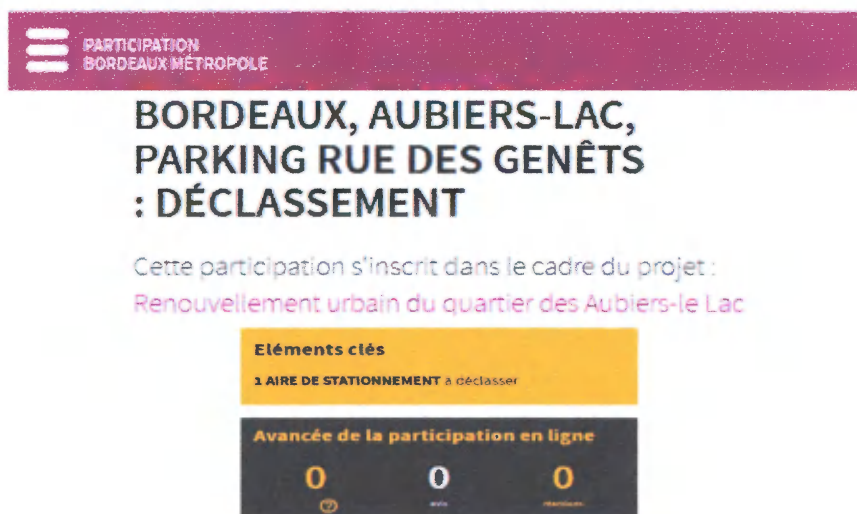 PARTICIPATION
BORDEAUX MÉTROPOLE
BORDEAUX, AUBIERS-LAC,
PARKING RUE DES GENÊTS
: DÉCLASSEMENT
Cette participation s'inscrit dans le cadre du projet :
Renouvellement urbain du quartier des Aubiers-le Lac
Eléments clés
1 AIRE DE STATIONNEMENT à déclasser
Avancée de la participation en ligne
0 0 0
? avis